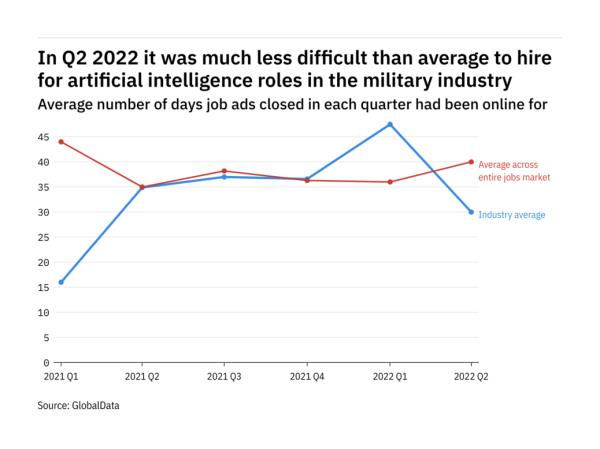 In Q2 2022 it was much less difficult than average to hire
for artificial intelligence roles in the military industry
Average number of days job ads closed in each quarter had been online for
45
40
35
30
25
20
15
10
5
0
Average across
entire jobs market
Industry average
2021 Q1
2021 Q2
2021 Q3
2021 Q4
2022 Q1
2022 Q2
Source: GlobalData